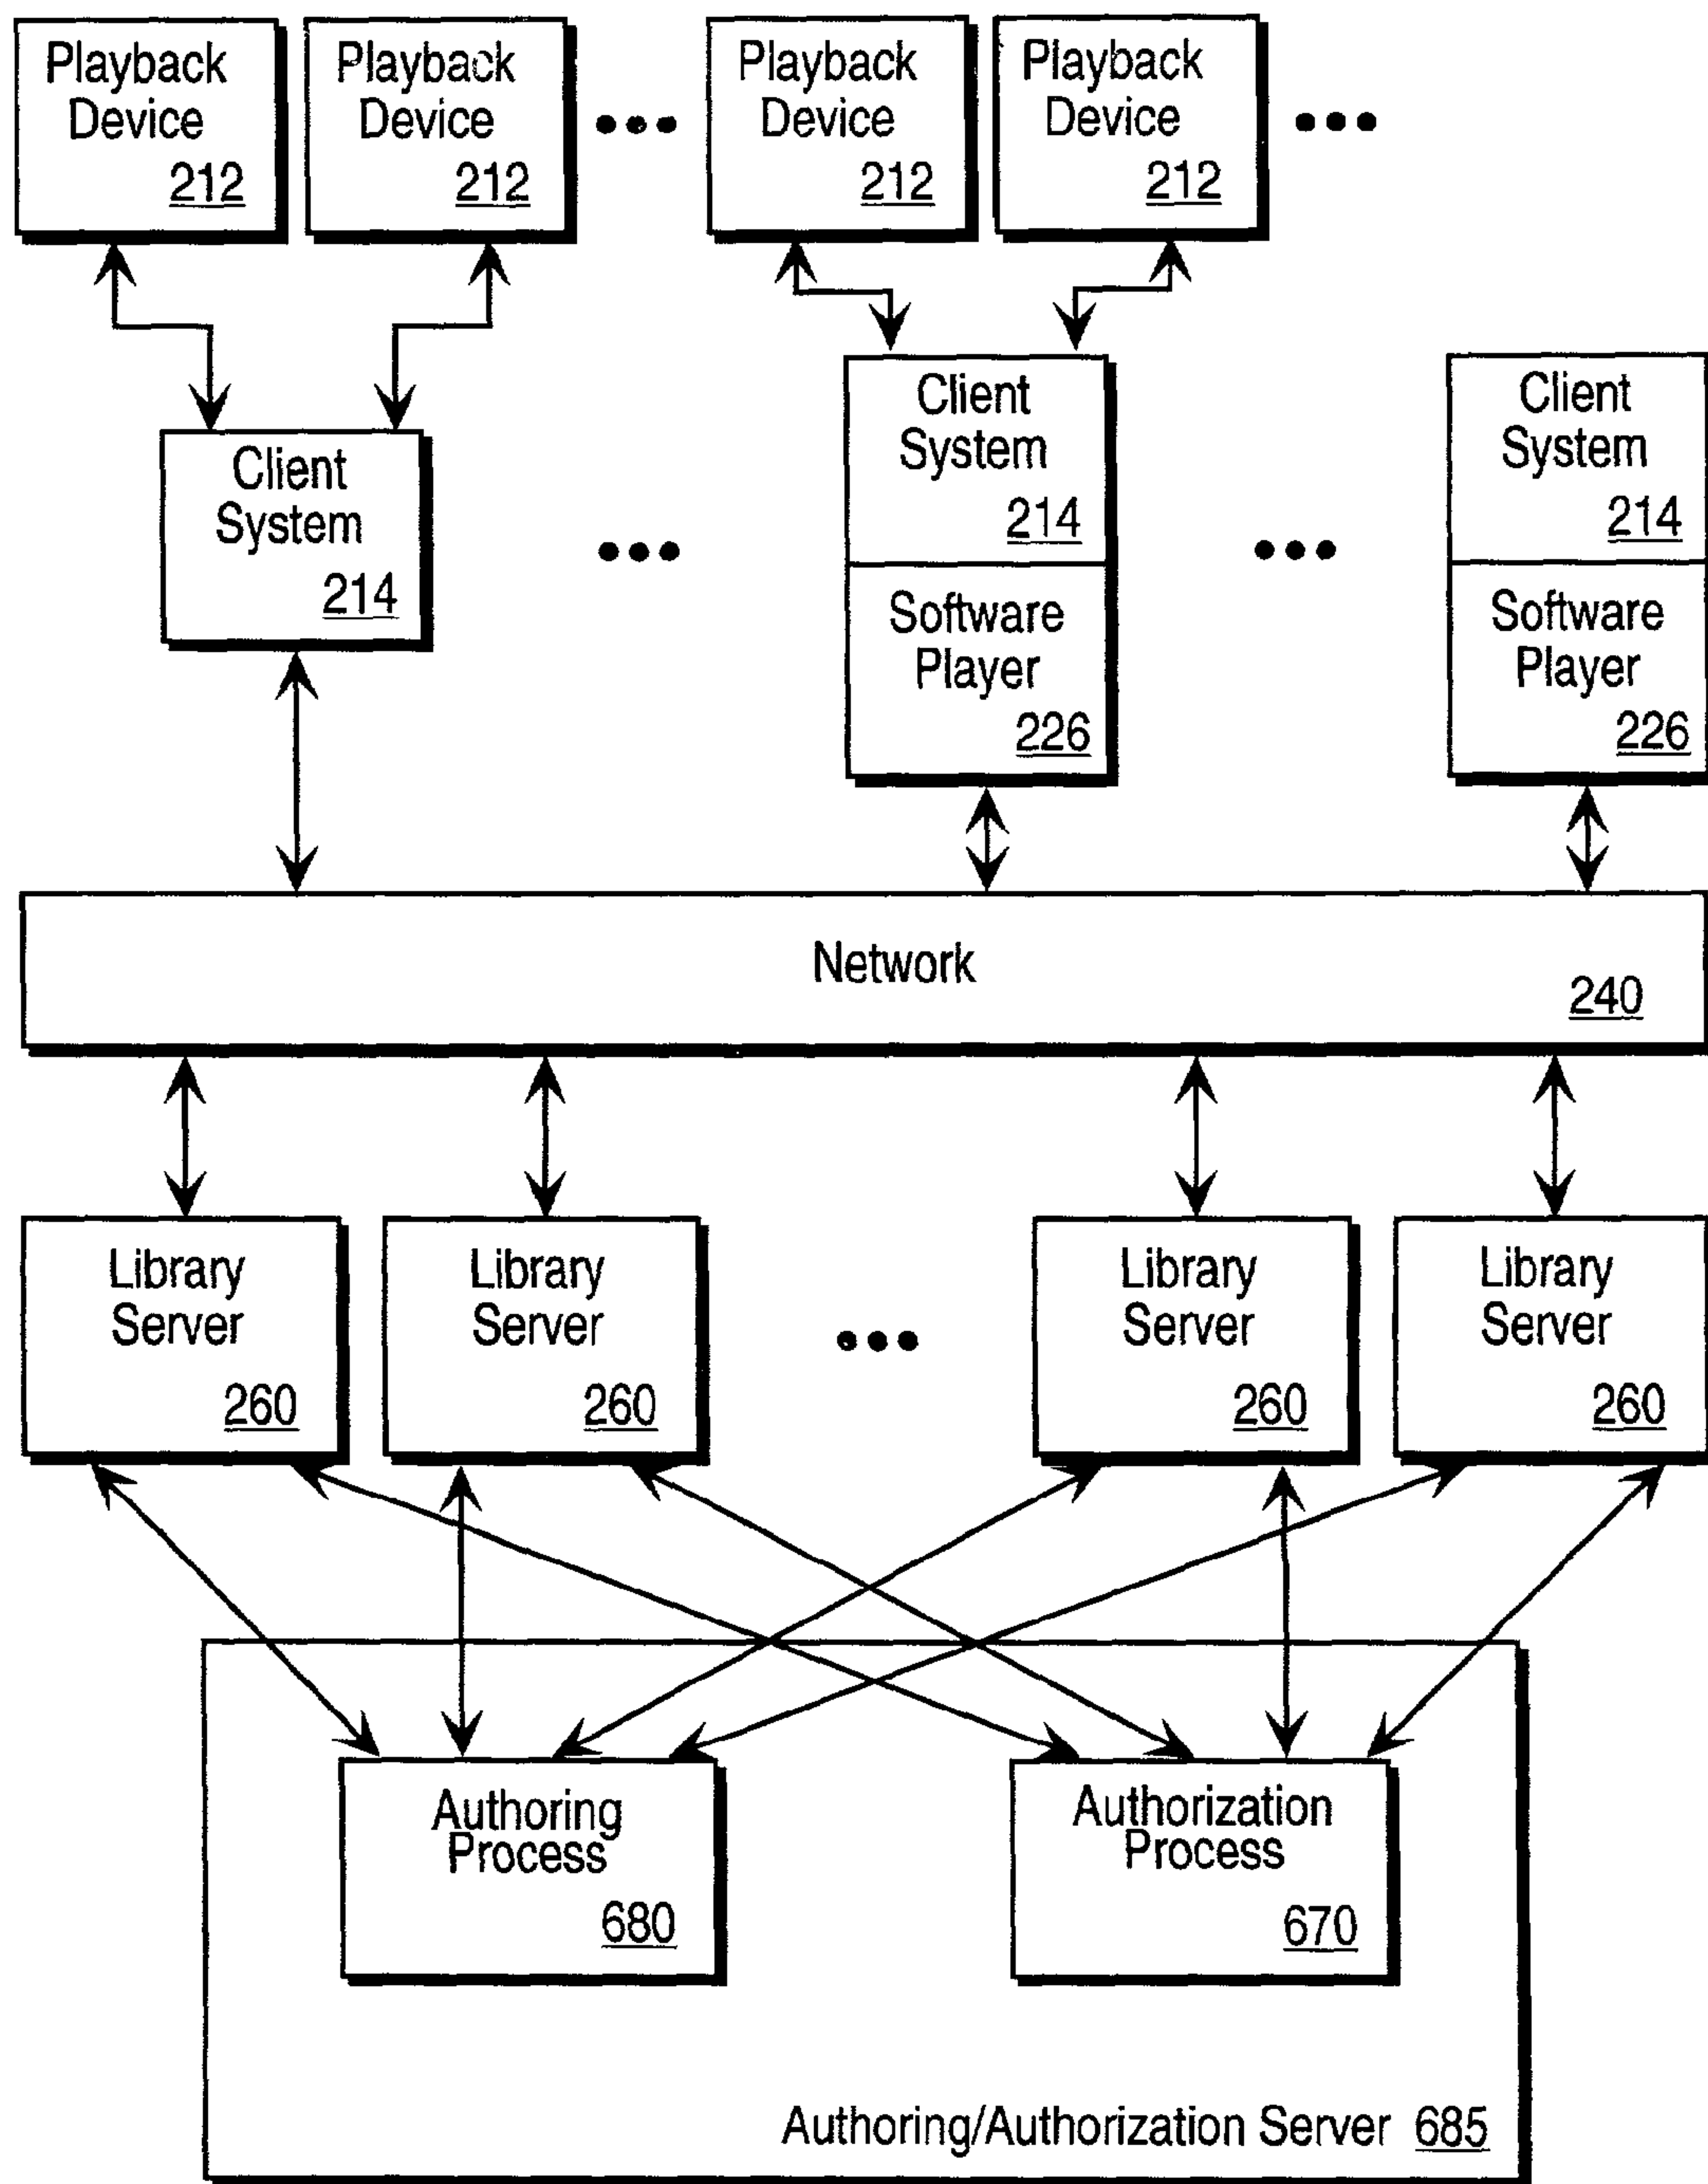 Playback
Device
212
Playback
Device
212
Playback
Device
212
Playback
Device
212
Client
System
214
Client
System
214
Software
Player
226
Client
System
214
Software
Player
226
Network
240
Library
Server
260
Library
Server
260
Library
Server
260
Library
Server
260
Authoring
Process
680
Authorization
Process
670
Authoring/Authorization Server 685